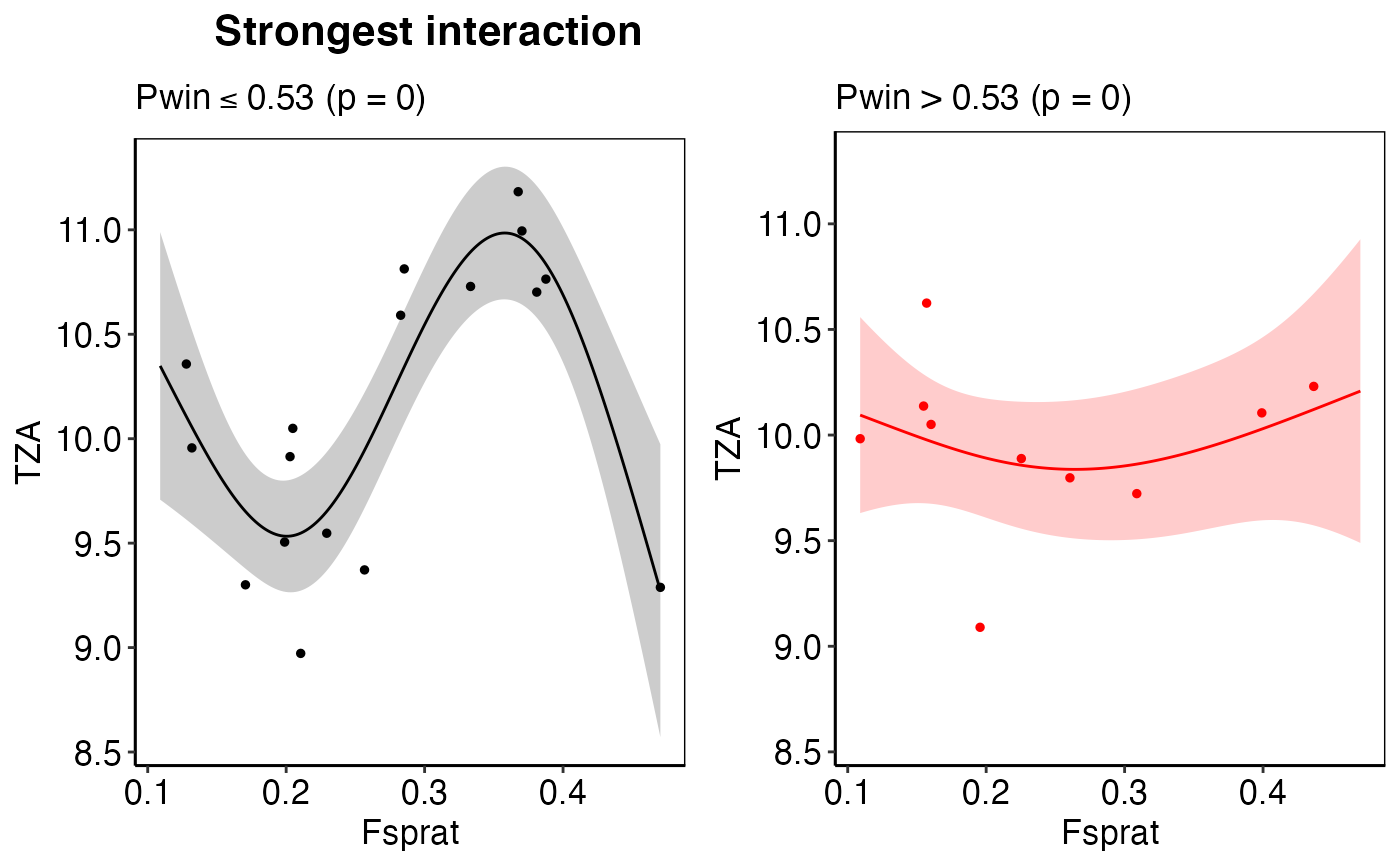 Strongest interaction
Pwin ≤ 0.53 (p = 0)
TZA
11.0
10.5
10.0
9.5
9.0
8.5
0.1 0.2 0.3 0.4
Fsprat
Pwin > 0.53 (p = 0)
TZA
11.0
10.5
10.0
9.5
9.0
8.5
0.1 0.2 0.3 0.4
Fsprat